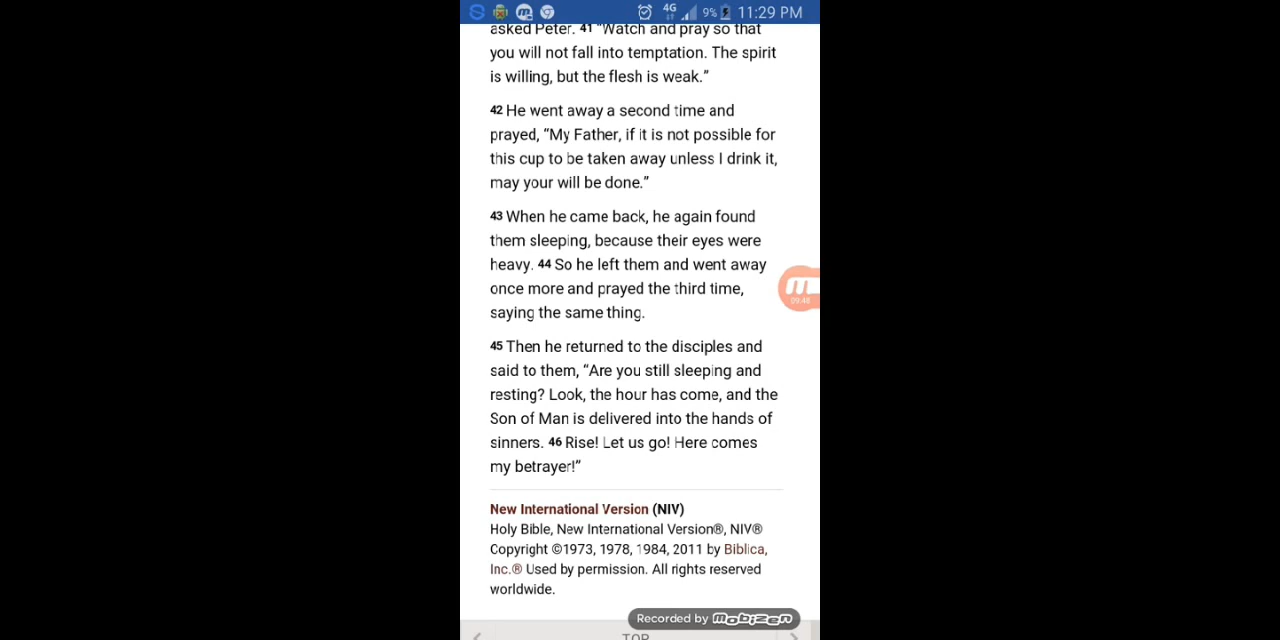 4G 9% 11:29 PM
asked Peter. 41 “Watch and pray so that
you will not fall into temptation. The spirit
is willing, but the flesh is weak.”
42 He went away a second time and
prayed, “My Father, if it is not possible for
this cup to be taken away unless I drink it,
may your will be done.”
43 When he came back, he again found
them sleeping, because their eyes were
heavy. 44 So he left them and went away
once more and prayed the third time,
saying the same thing.
09:48
45 Then he returned to the disciples and
said to them, “Are you still sleeping and
resting? Look, the hour has come, and the
Son of Man is delivered into the hands of
sinners. 46 Rise! Let us go! Here comes
my betrayer!”
New International Version (NIV)
Holy Bible, New International Version®, NIV®
Copyright ©1973, 1978, 1984, 2011 by Biblica,
Inc.® Used by permission. All rights reserved
worldwide.
Recorded by mobizen
TOP